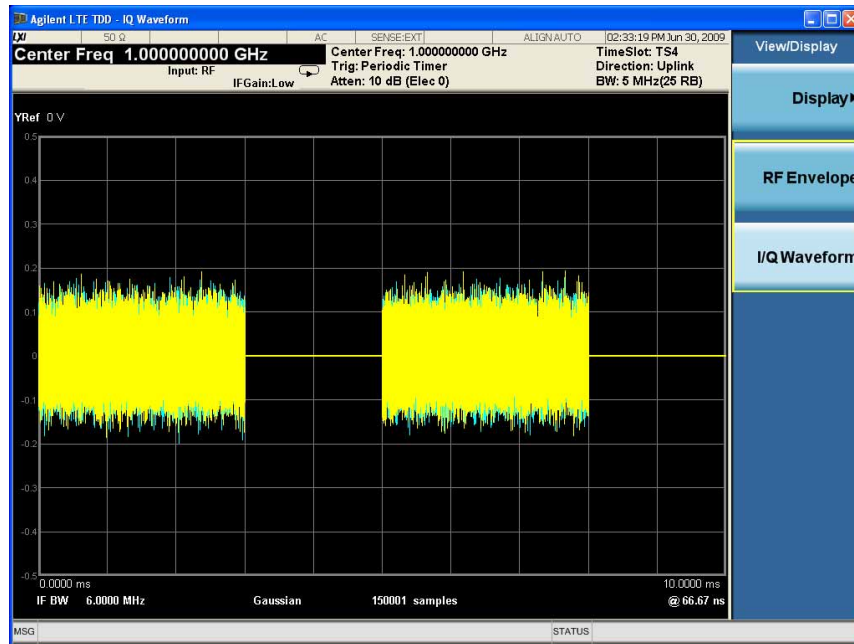 Agilent LTE TDD - IQ Waveform
LXI 50 Ω AC SENSE:EXT ALIGN AUTO 02:33:19 PM Jun 30, 2009
Center Freq 1.000000000 GHz
Input: RF
IFGain:Low
Center Freq: 1.000000000 GHz
Trig: Periodic Timer
Atten: 10 dB (Elec 0)
TimeSlot: TS4
Direction: Uplink
BW: 5 MHz(25 RB)
YRef 0 V
0.5
0.4
0.3
0.2
0.1
0
-0.1
-0.2
-0.3
-0.4
-0.5
0.0000 ms 10.0000 ms
IF BW 6.0000 MHz Gaussian 150001 samples @ 66.67 ns
MSG STATUS
View/Display
Display
RF Envelope
I/Q Waveform